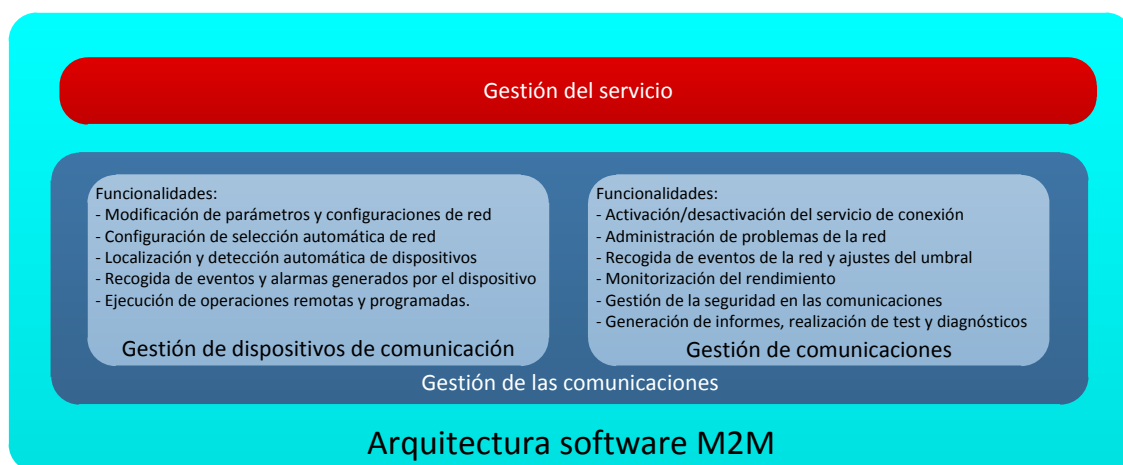 Gestión del servicio
Funcionalidades:
- Modificación de parámetros y configuraciones de red
- Configuración de selección automática de red
- Localización y detección automática de dispositivos
- Recogida de eventos y alarmas generados por el dispositivo
- Ejecución de operaciones remotas y programadas.
Gestión de dispositivos de comunicación
Funcionalidades:
- Activación/desactivación del servicio de conexión
- Administración de problemas de la red
- Recogida de eventos de la red y ajustes del umbral
- Monitorización del rendimiento
- Gestión de la seguridad en las comunicaciones
- Generación de informes, realización de test y diagnósticos
Gestión de comunicaciones
Gestión de las comunicaciones
Arquitectura software M2M